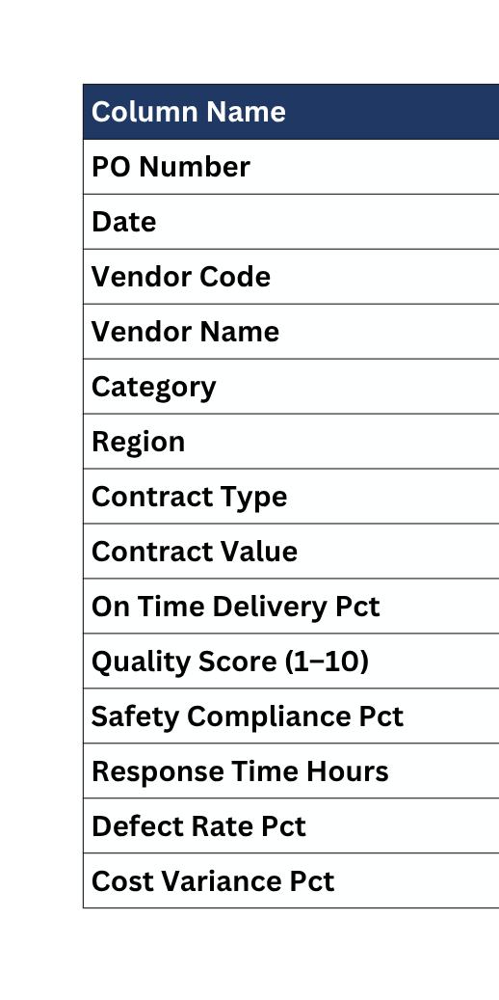 Column Name
PO Number
Date
Vendor Code
Vendor Name
Category
Region
Contract Type
Contract Value
On Time Delivery Pct
Quality Score (1–10)
Safety Compliance Pct
Response Time Hours
Defect Rate Pct
Cost Variance Pct